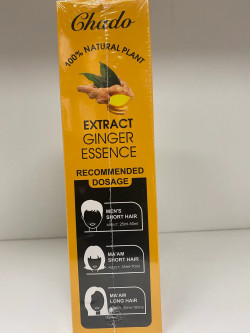 Chado
100% NATURAL PLANT
EXTRACT
GINGER
ESSENCE
RECOMMENDED
DOSAGE
MEN'S
SHORT HAIR
MA'AM
SHORT HAIR
MA'AM
LONG HAIR